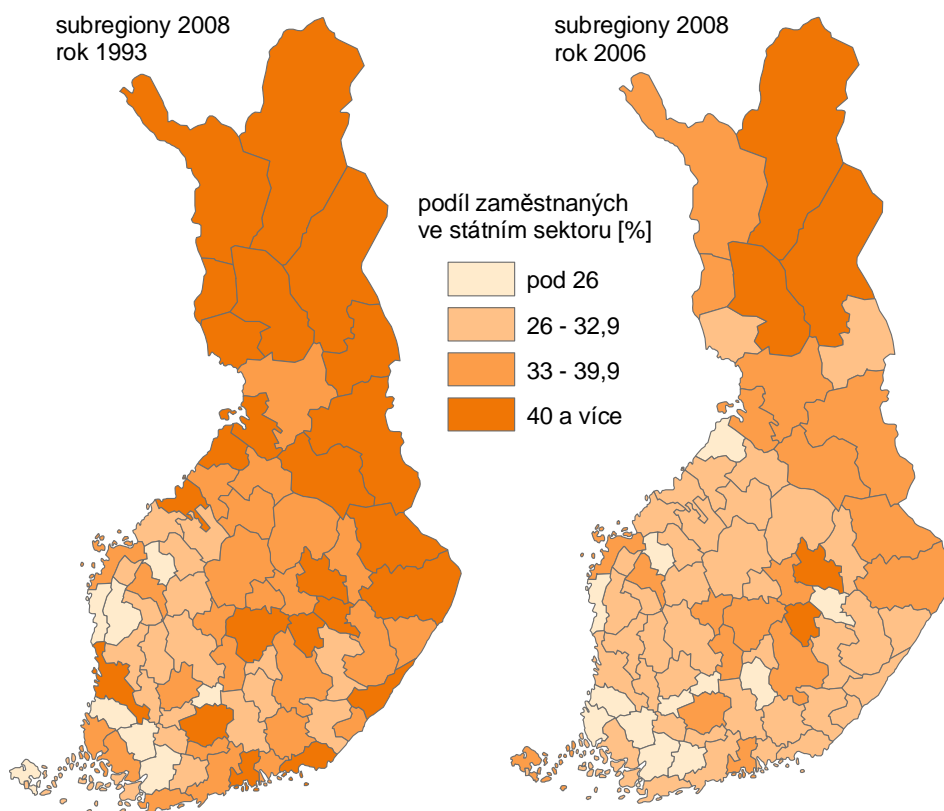 subregiony 2008
rok 1993
subregiony 2008
rok 2006
podíl zaměstnaných
ve státním sektoru [%]
pod 26
26 - 32,9
33 - 39,9
40 a více